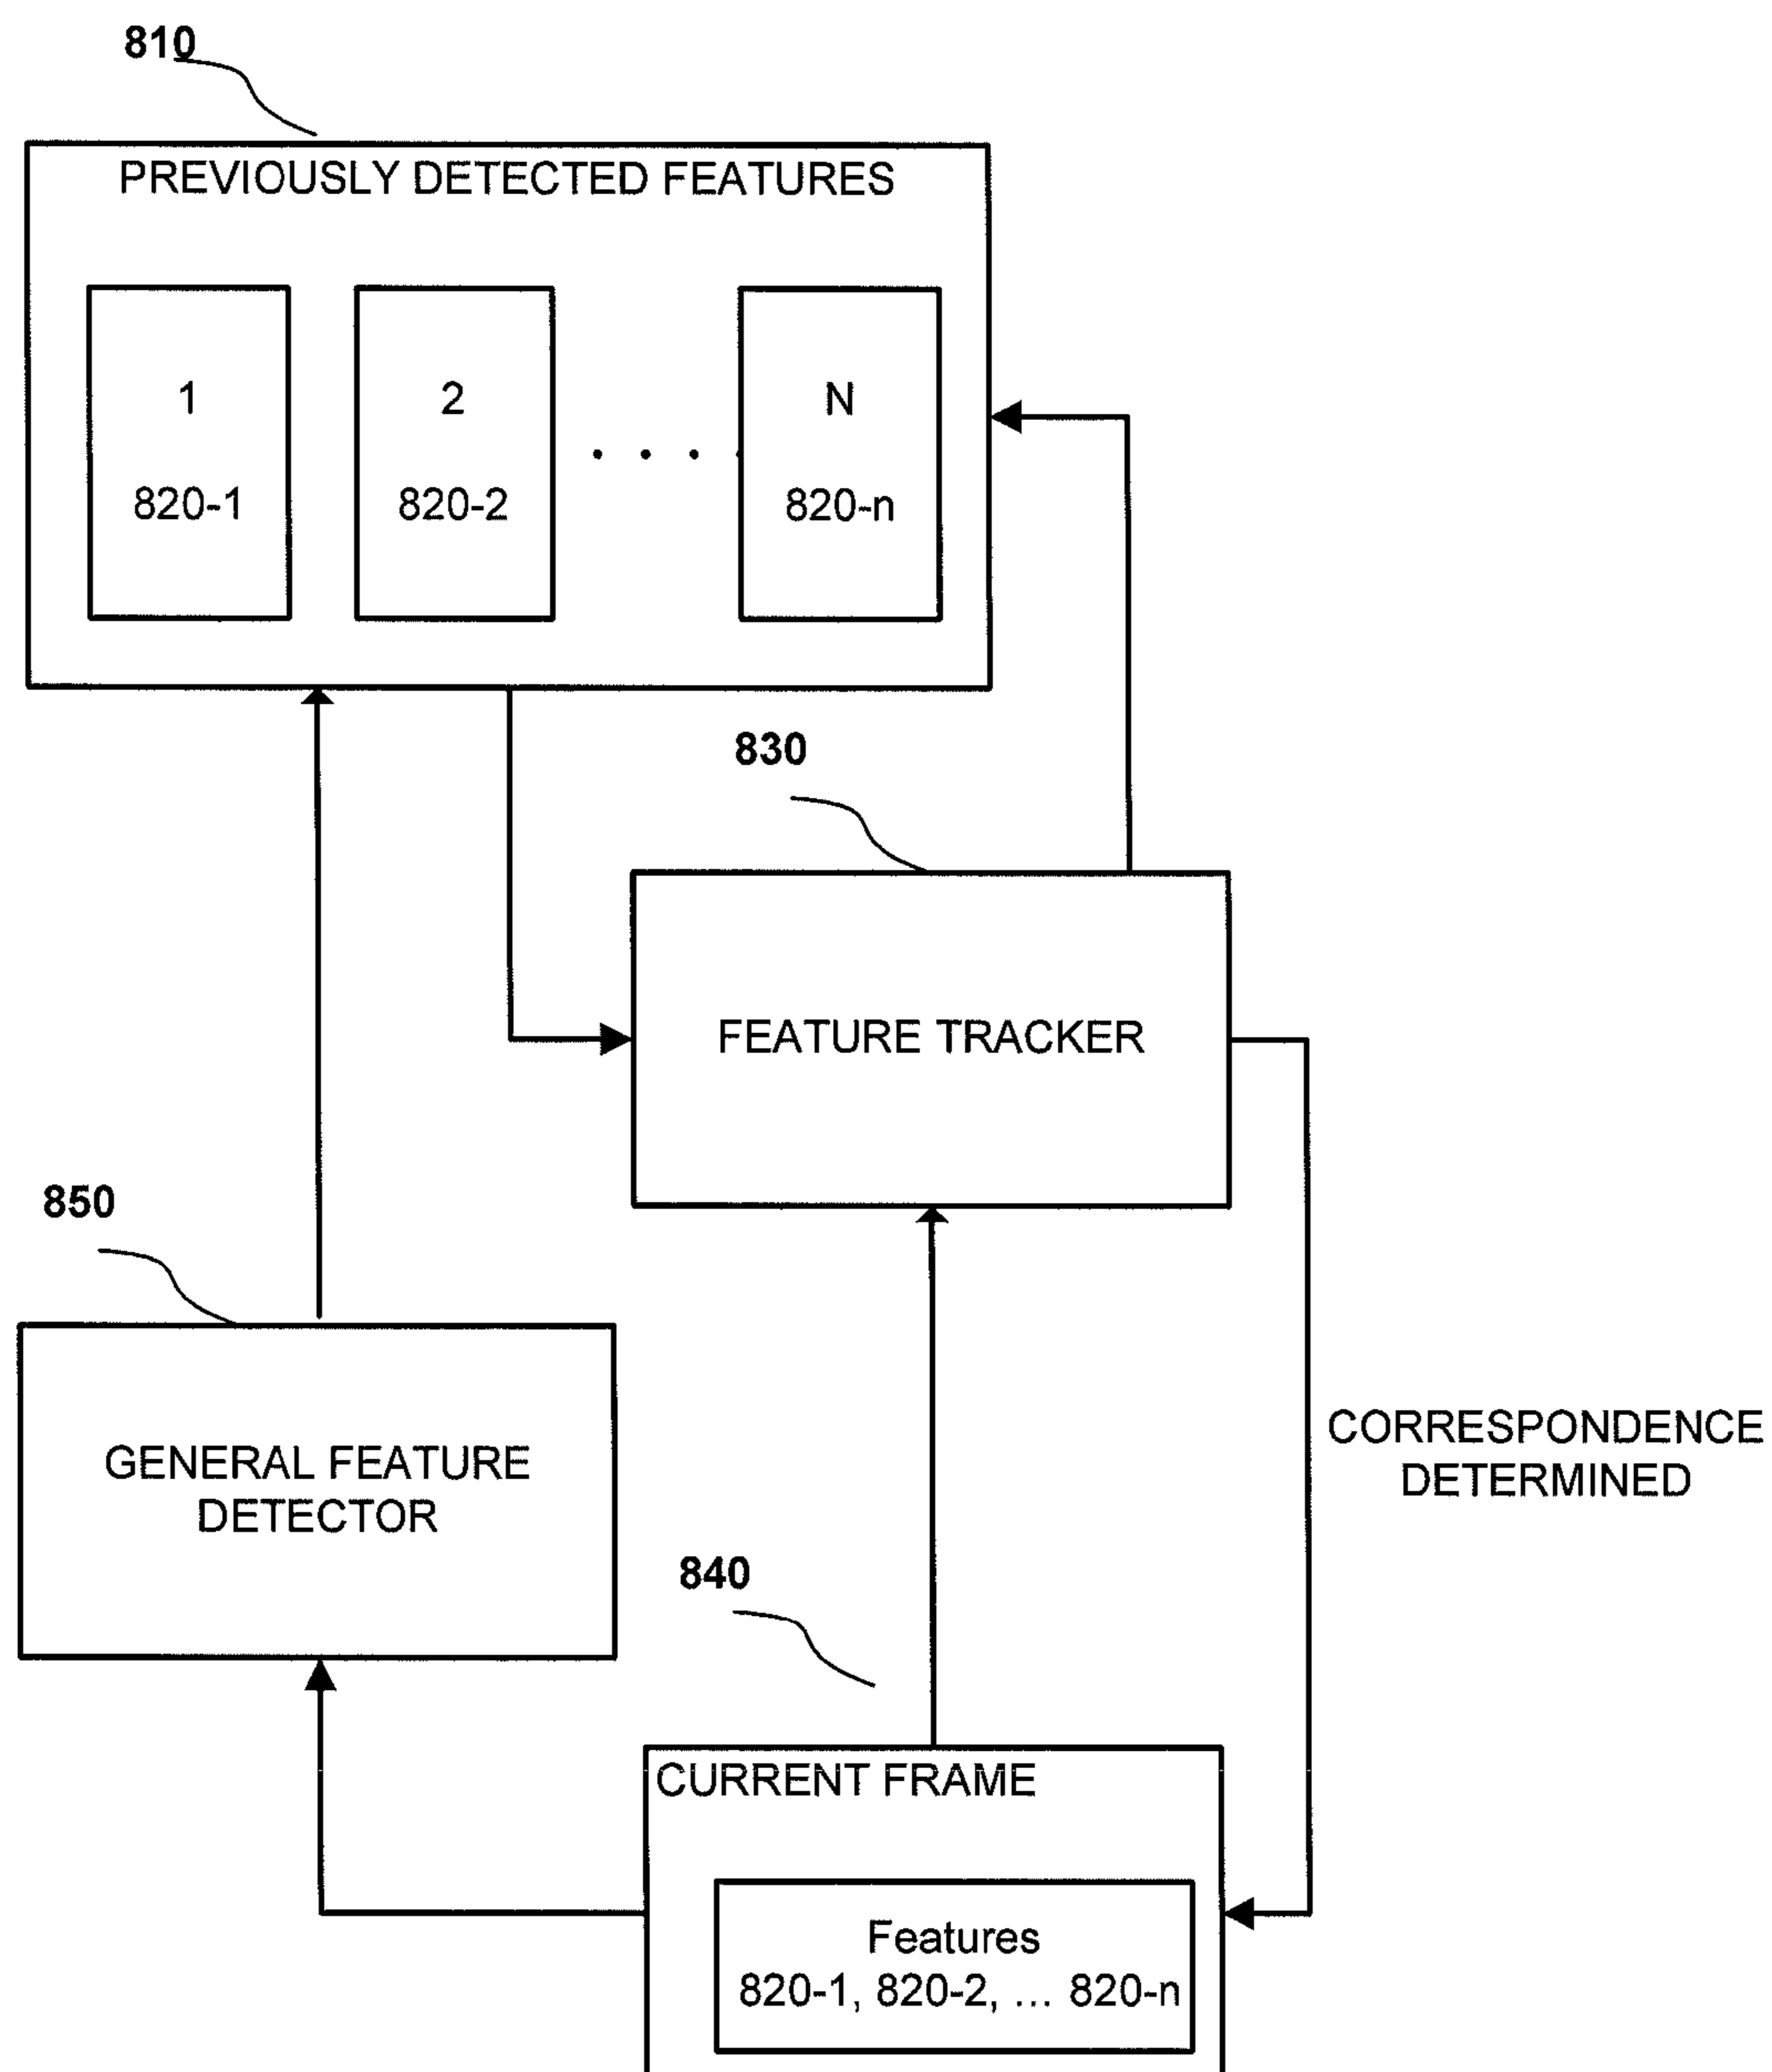 810
PREVIOUSLY DETECTED FEATURES
1
820-1
2
820-2
. . . .
N
820-n
830
FEATURE TRACKER
850
GENERAL FEATURE
DETECTOR
CORRESPONDENCE
DETERMINED
840
CURRENT FRAME
Features
820-1, 820-2, ... 820-n